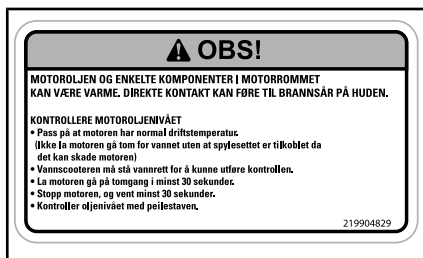 OBS!
MOTOROLJEN OG ENKELTE KOMPONENTER I MOTORROMMET
KAN VÆRE VARME. DIREKTE KONTAKT KAN FØRE TIL BRANNSÅR PÅ HUDEN.
KONTROLLERE MOTOROLJENIVÅET
• Pass på at motoren har normal driftstemperatur.
(Ikke la motoren gå tom for vannet uten at spylesettet er tilkoblet da
det kan skade motoren)
• Vannscooteren må stå vannrett for å kunne utføre kontrollen.
• La motoren gå på tomgang i minst 30 sekunder.
• Stopp motoren, og vent minst 30 sekunder.
• Kontroller oljenivået med peilestaven.
219904829